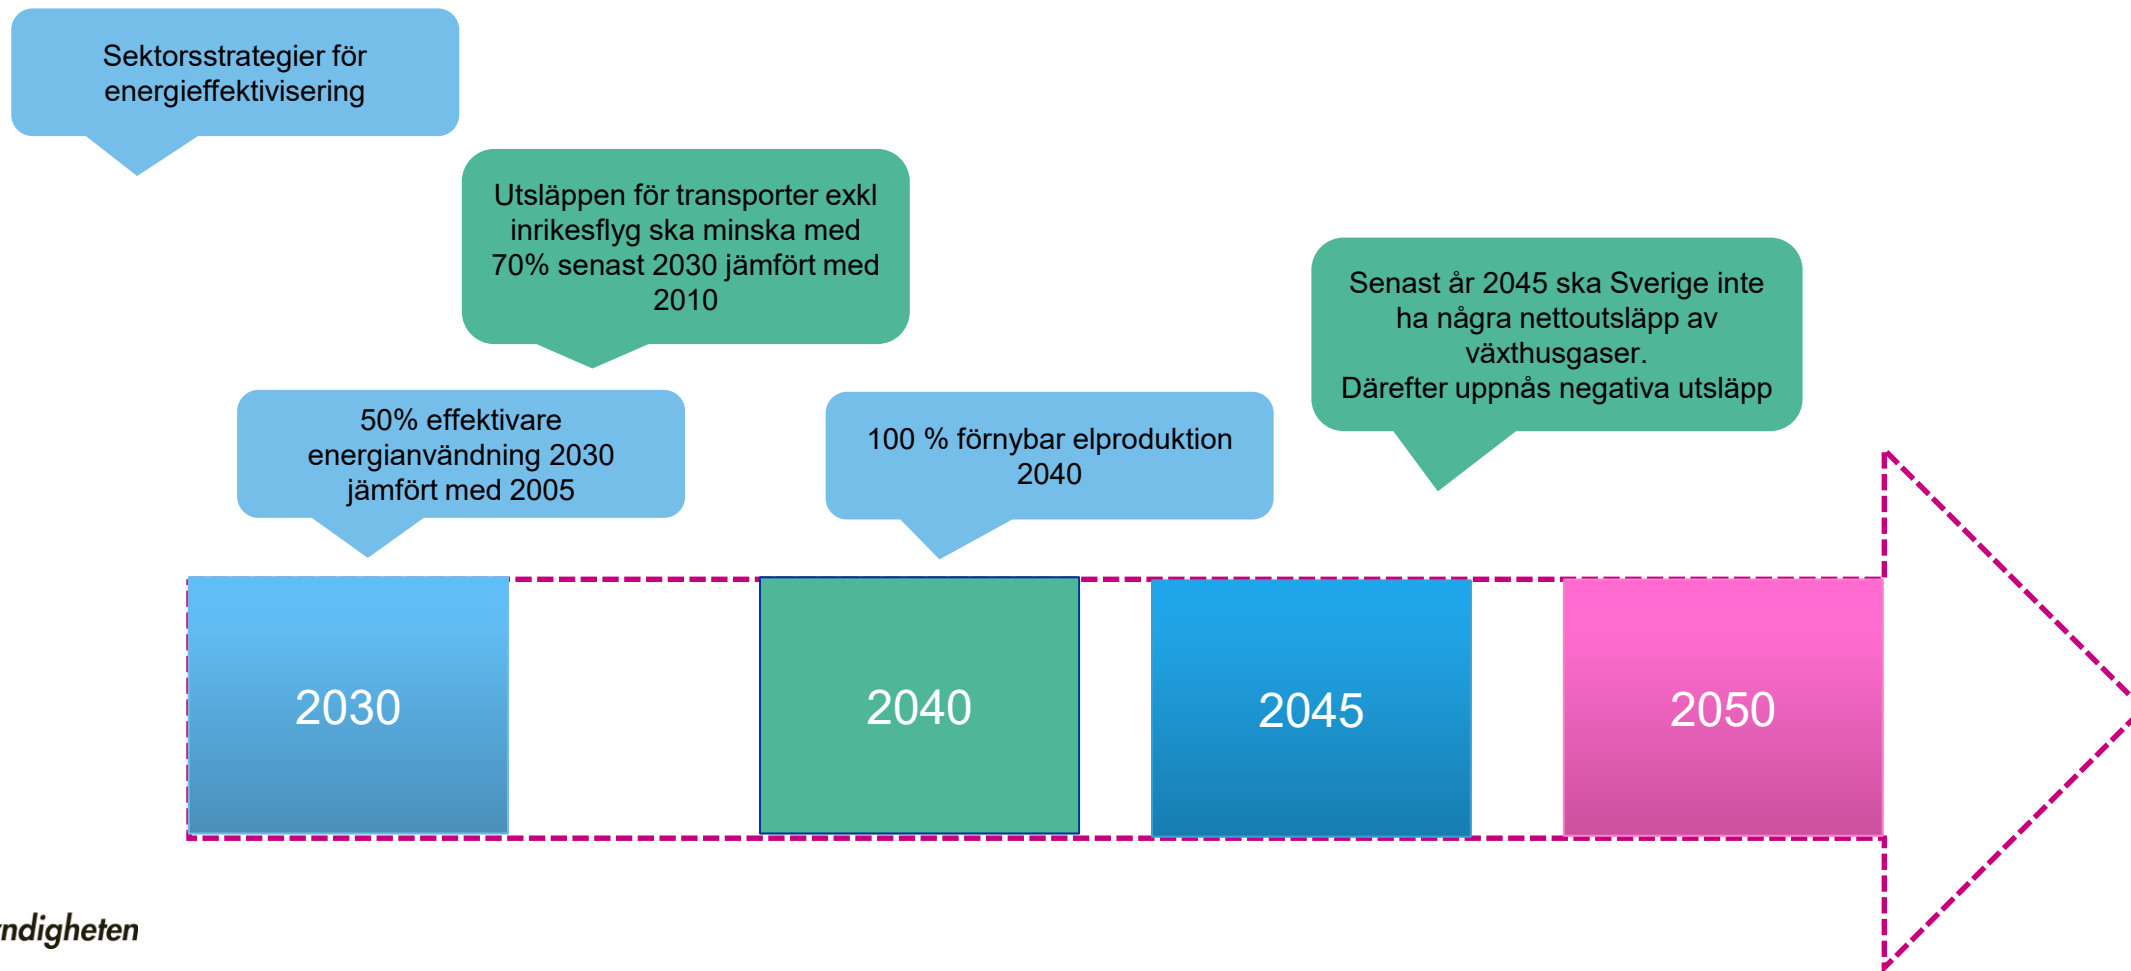 Sektorsstrategier för
energieffektivisering
Utsläppen för transporter exkl
inrikesflyg ska minska med
70% senast 2030 jämfört med
2010
Senast år 2045 ska Sverige inte
ha några nettoutsläpp av
växthusgaser.
Därefter uppnås negativa utsläpp
50% effektivare
energianvändning 2030
jämfört med 2005
100 % förnybar elproduktion
2040
2030
2040
2045
2050
ndigheten